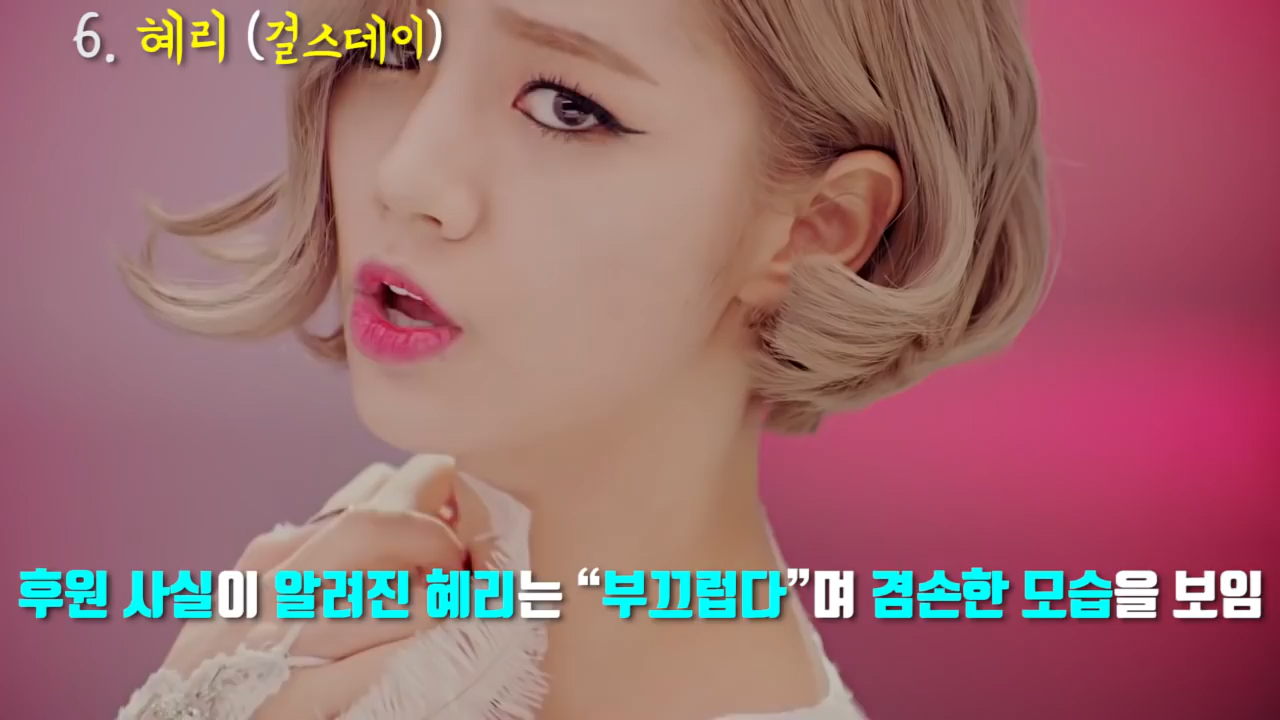 6. 혜리 (걸스데이)
후원 사실이 알려진 혜리는 “부끄럽다”며 겸손한 모습을 보임